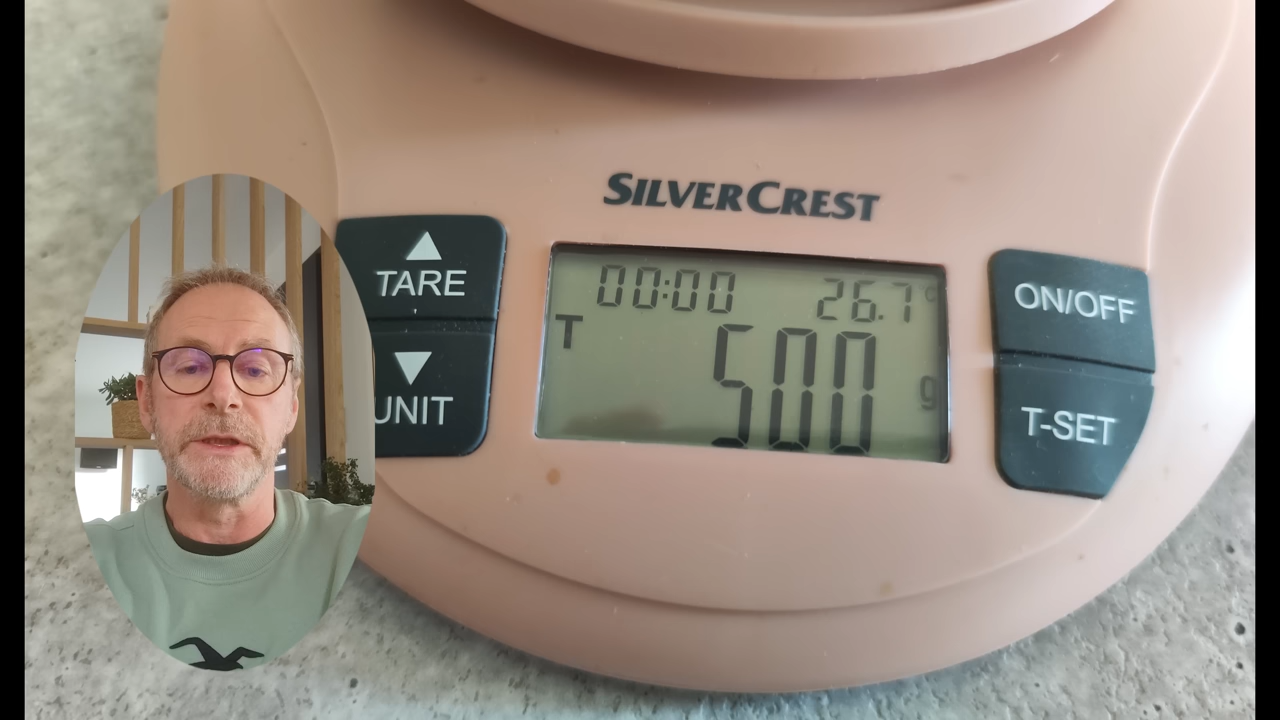 SILVERCREST
▲
TARE
▼
UNIT
00:00 26.7 °C
T
500 g
ON/OFF
T-SET